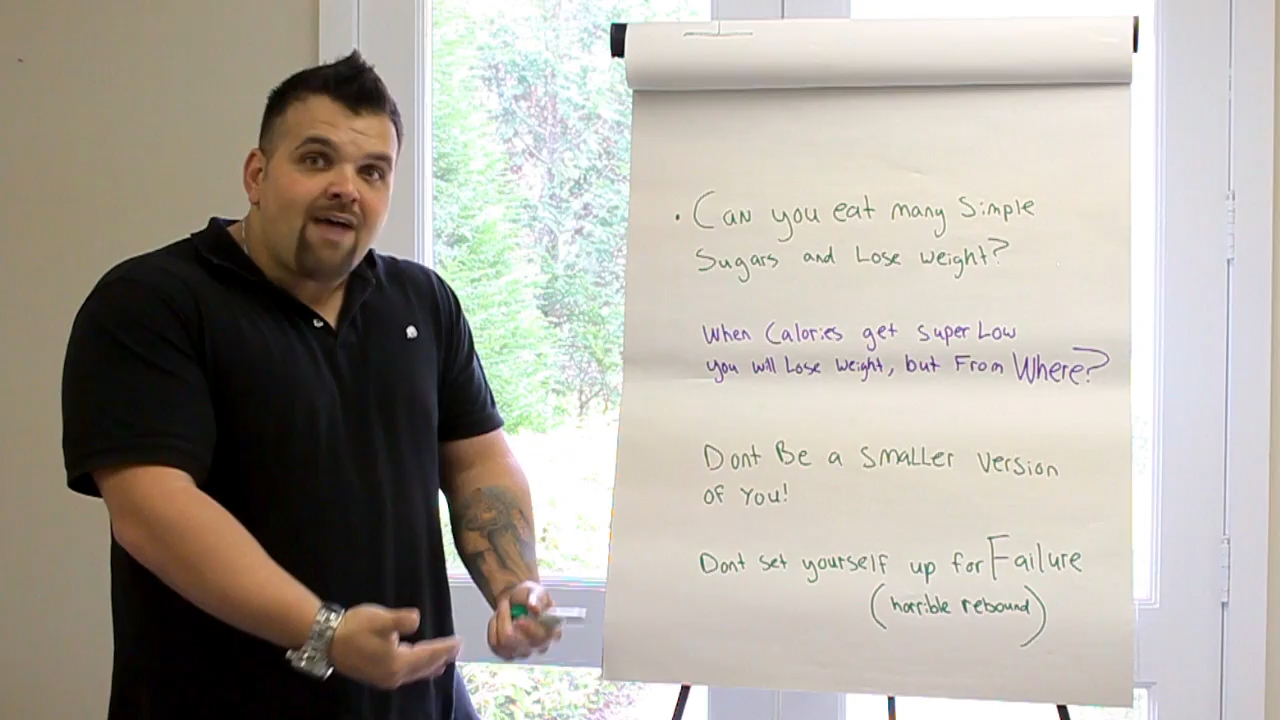 • Can you eat many Simple
Sugars and Lose weight?
When Calories get Super Low
you will Lose weight, but From Where?
Dont Be a Smaller Version
of You!
Dont set yourself up for Failure
(horrible rebound)